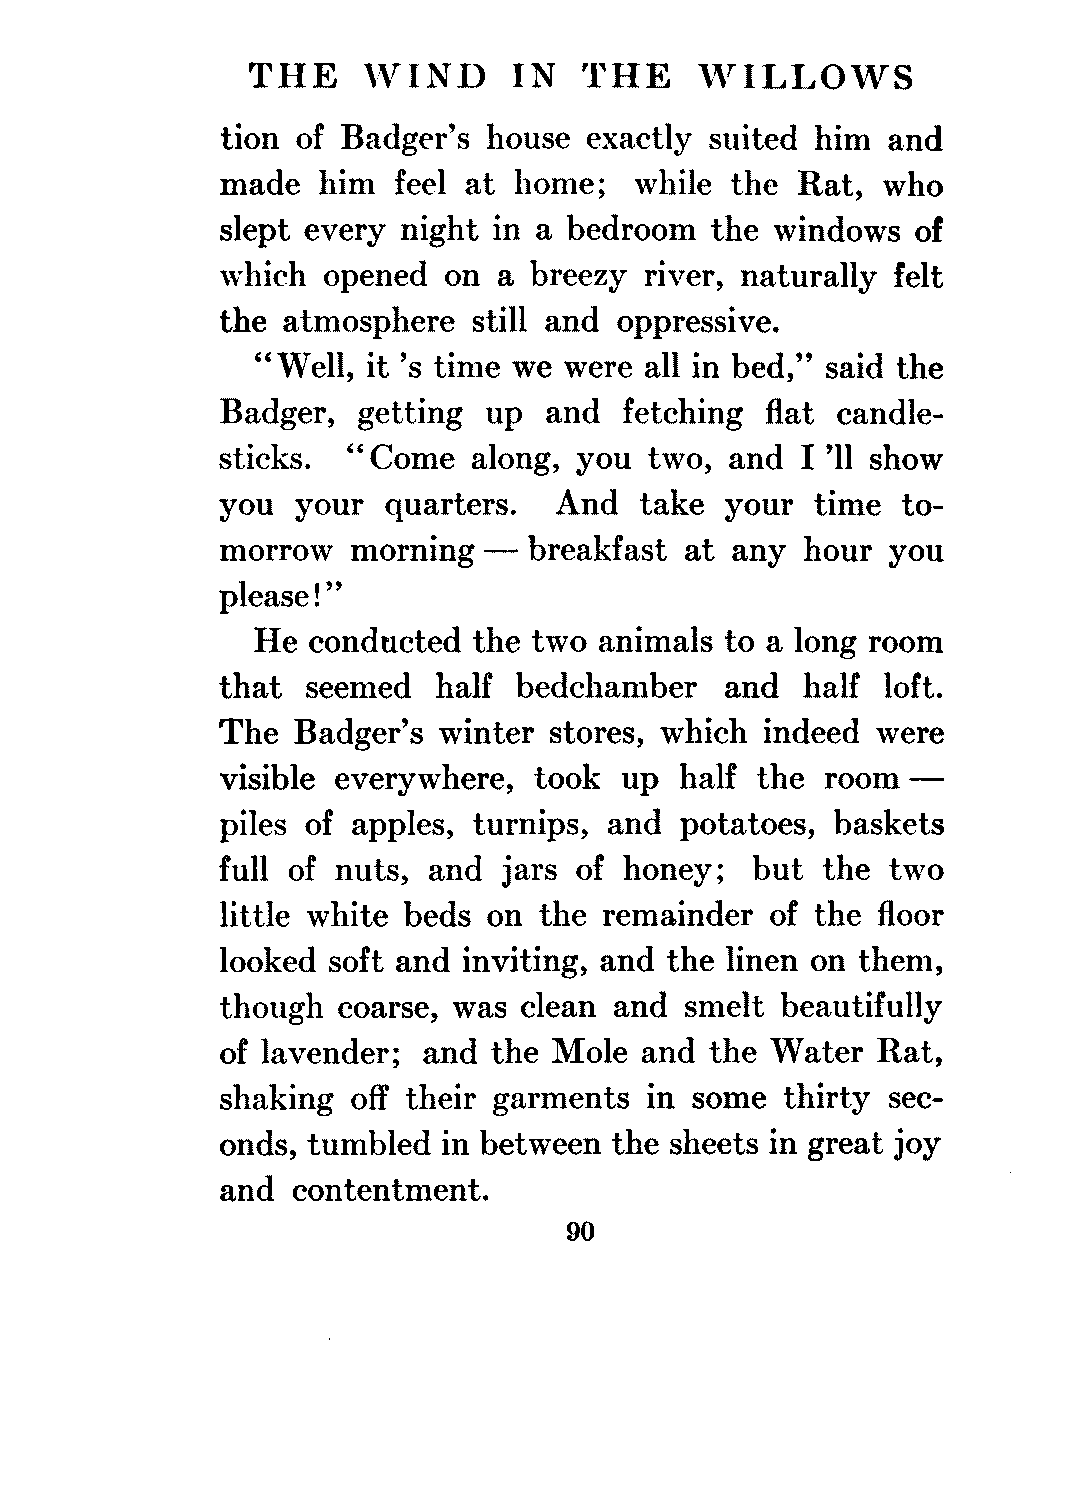 THE WIND IN THE WILLOWS
tion of Badger's house exactly suited him and
made him feel at home; while the Rat, who
slept every night in a bedroom the windows of
which opened on a breezy river, naturally felt
the atmosphere still and oppressive.
“Well, it 's time we were all in bed,” said the
Badger, getting up and fetching flat candle-
sticks. “Come along, you two, and I 'll show
you your quarters. And take your time to-
morrow morning — breakfast at any hour you
please!”
He conducted the two animals to a long room
that seemed half bedchamber and half loft.
The Badger's winter stores, which indeed were
visible everywhere, took up half the room —
piles of apples, turnips, and potatoes, baskets
full of nuts, and jars of honey; but the two
little white beds on the remainder of the floor
looked soft and inviting, and the linen on them,
though coarse, was clean and smelt beautifully
of lavender; and the Mole and the Water Rat,
shaking off their garments in some thirty sec-
onds, tumbled in between the sheets in great joy
and contentment.
90